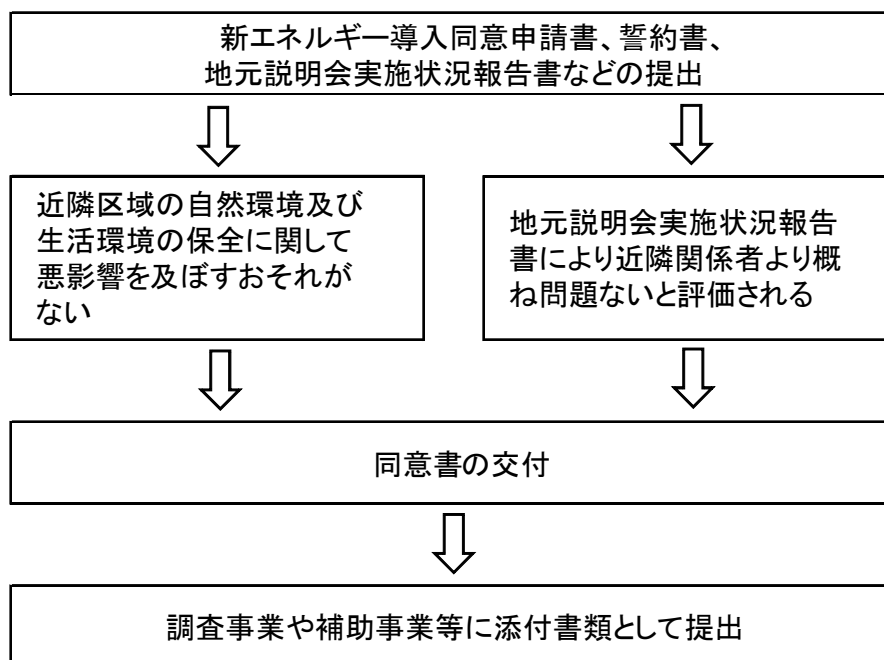 新エネルギー導入同意申請書、誓約書、
地元説明会実施状況報告書などの提出
近隣区域の自然環境及び
生活環境の保全に関して
悪影響を及ぼすおそれが
ない
地元説明会実施状況報告
書により近隣関係者より概
ね問題ないと評価される
同意書の交付
調査事業や補助事業等に添付書類として提出